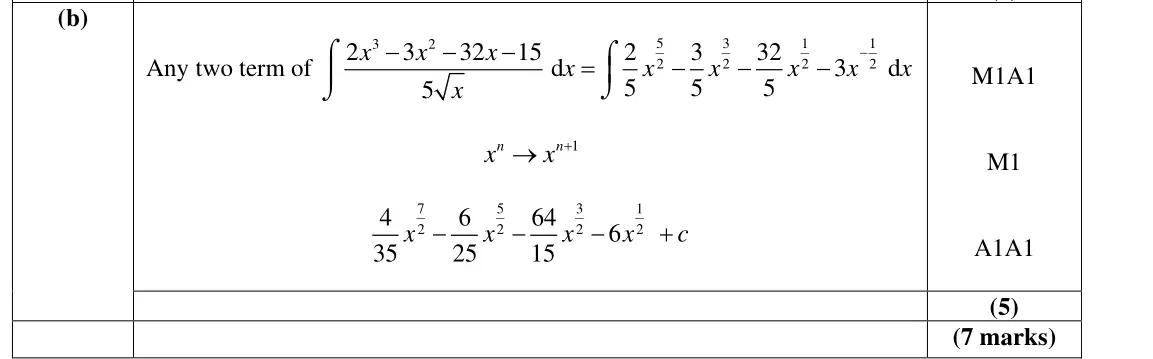 (b)
Any two term of ∫ (2x³ − 3x² − 32x − 15)/(5√x) dx = ∫ 2/5 x^(5/2) − 3/5 x^(3/2) − 32/5 x^(1/2) − 3x^(−1/2) dx
M1A1
xⁿ → xⁿ⁺¹
M1
4/35 x^(7/2) − 6/25 x^(5/2) − 64/15 x^(3/2) − 6x^(1/2) + c
A1A1
(5)
(7 marks)